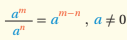 a^m / a^n = a^{m-n} , a ≠ 0